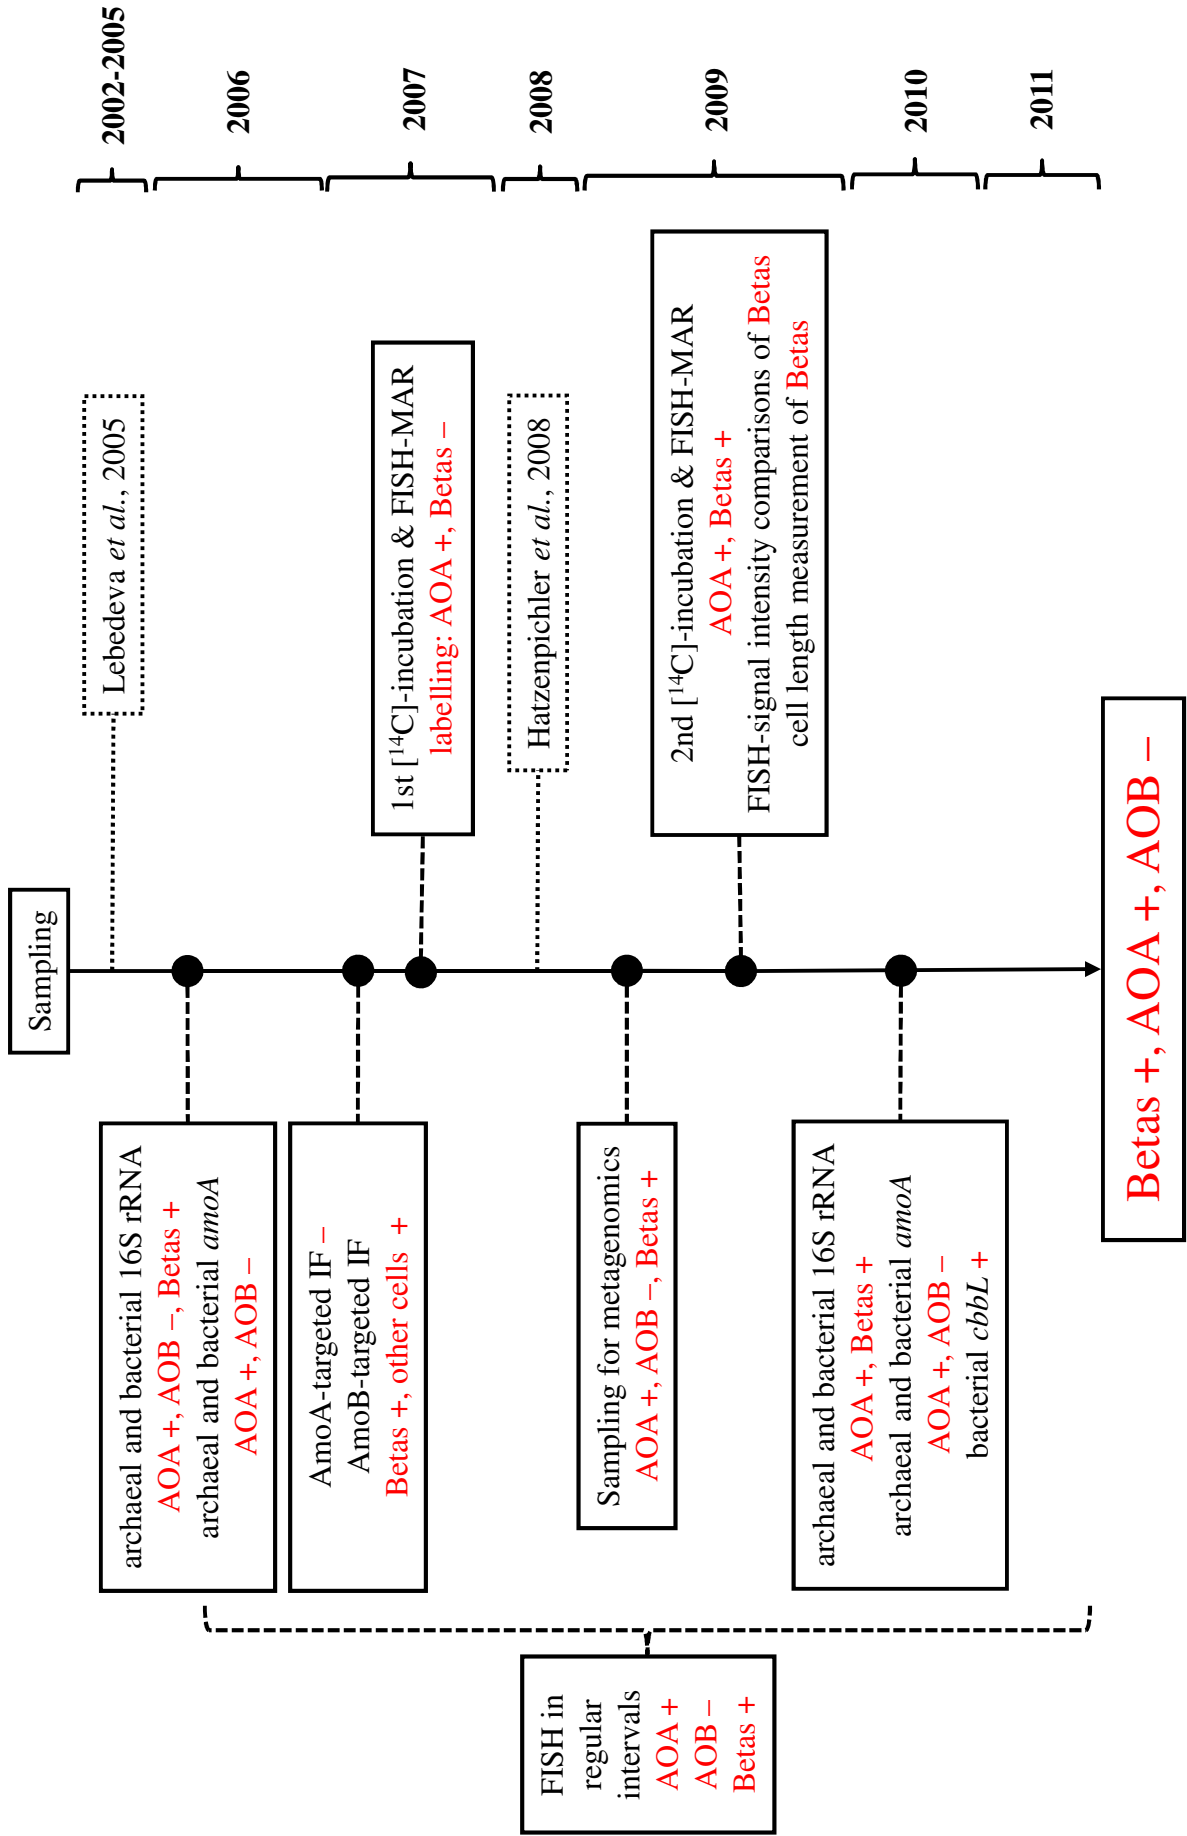 Sampling
2002-2005
2006
2007
2008
2009
2010
2011
Lebedeva et al., 2005
1st [¹⁴C]-incubation & FISH-MAR
labelling: AOA +, Betas –
Hatzenpichler et al., 2008
2nd [¹⁴C]-incubation & FISH-MAR
AOA +, Betas +
FISH-signal intensity comparisons of Betas
cell length measurement of Betas
archaeal and bacterial 16S rRNA
AOA +, AOB –, Betas +
archaeal and bacterial amoA
AOA +, AOB –
AmoA-targeted IF –
AmoB-targeted IF
Betas +, other cells +
Sampling for metagenomics
AOA +, AOB –, Betas +
archaeal and bacterial 16S rRNA
AOA +, Betas +
archaeal and bacterial amoA
AOA +, AOB –
bacterial cbbL +
FISH in
regular
intervals
AOA +
AOB –
Betas +
Betas +, AOA +, AOB –